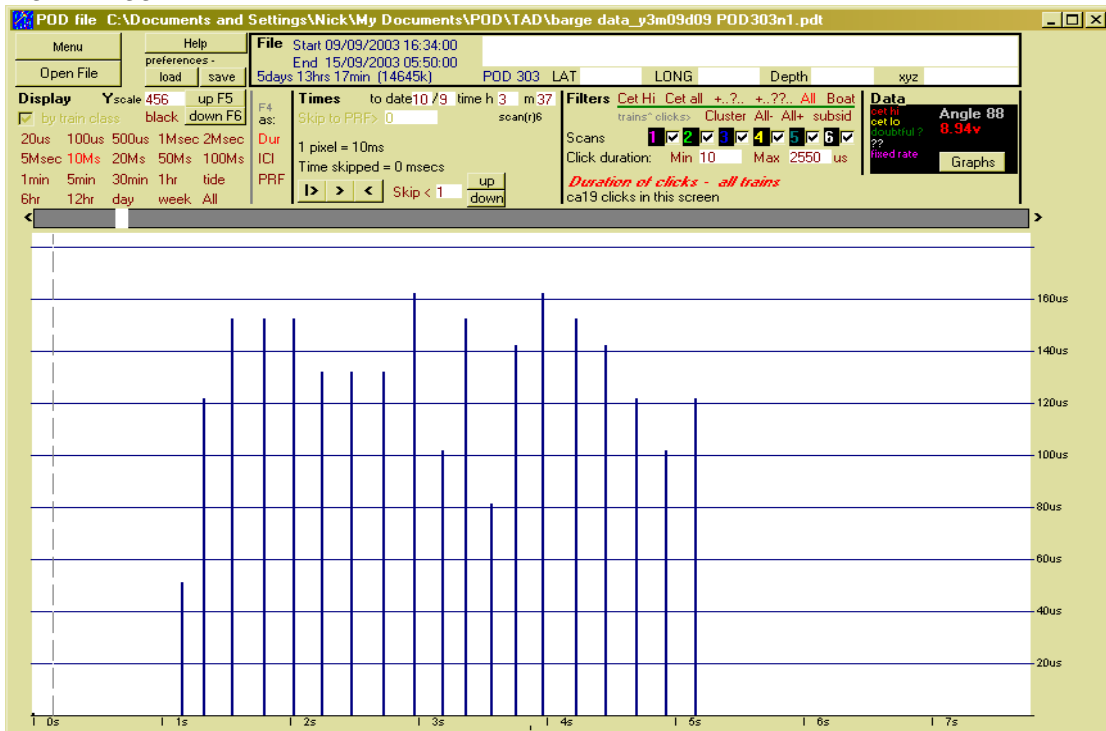 POD file C:\Documents and Settings\Nick\My Documents\POD\TAD\barge data_y3m09d09 POD303n1.pdt
Menu
Help
Open File
preferences -
load save
File Start 09/09/2003 16:34:00
End 15/09/2003 05:50:00
5days 13hrs 17min (14645k) POD 303 LAT LONG Depth xyz
Display Yscale 456 up F5
by train class black down F6
20us 100us 500us 1Msec 2Msec
5Msec 10Ms 20Ms 50Ms 100Ms
1min 5min 30min 1hr tide
6hr 12hr day week All
F4
as:
Dur
ICI
PRF
Times to date 10 /9 time h 3 m 37
Skip to PRF> 0 scan(r)6
1 pixel = 10ms
Time skipped = 0 msecs
|> > < Skip < 1 up
down
Filters Cet Hi Cet all +..?.. +..??.. All Boat
trains^ clicks> Cluster All- All+ subsid
Scans 1 2 3 4 5 6
Click duration: Min 10 Max 2550 us
Duration of clicks - all trains
ca19 clicks in this screen
Data
cet hi
cet lo
doubtful ?
??
fixed rate
Angle 88
8.94v
Graphs
< >
160us
140us
120us
100us
80us
60us
40us
20us
0s 1s 2s 3s 4s 5s 6s 7s